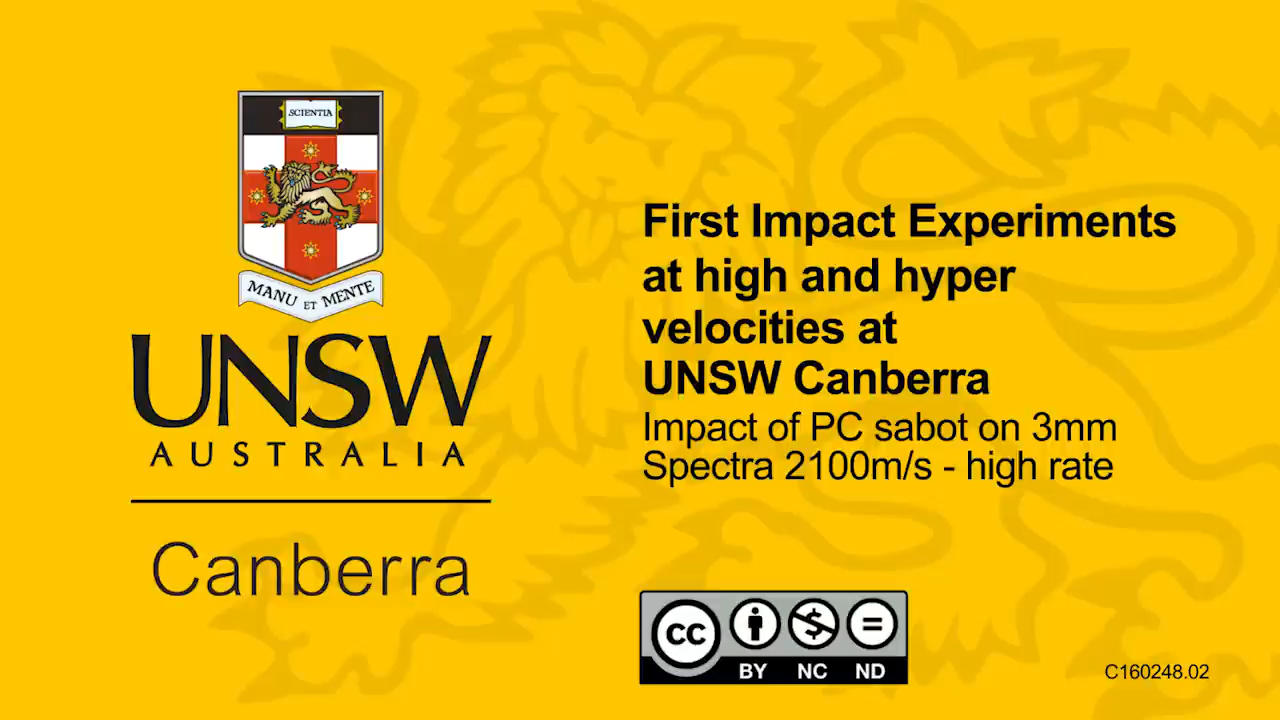 SCIENTIA
MANU ET MENTE
UNSW
AUSTRALIA
Canberra
First Impact Experiments
at high and hyper
velocities at
UNSW Canberra
Impact of PC sabot on 3mm
Spectra 2100m/s - high rate
cc
BY NC ND
C160248.02